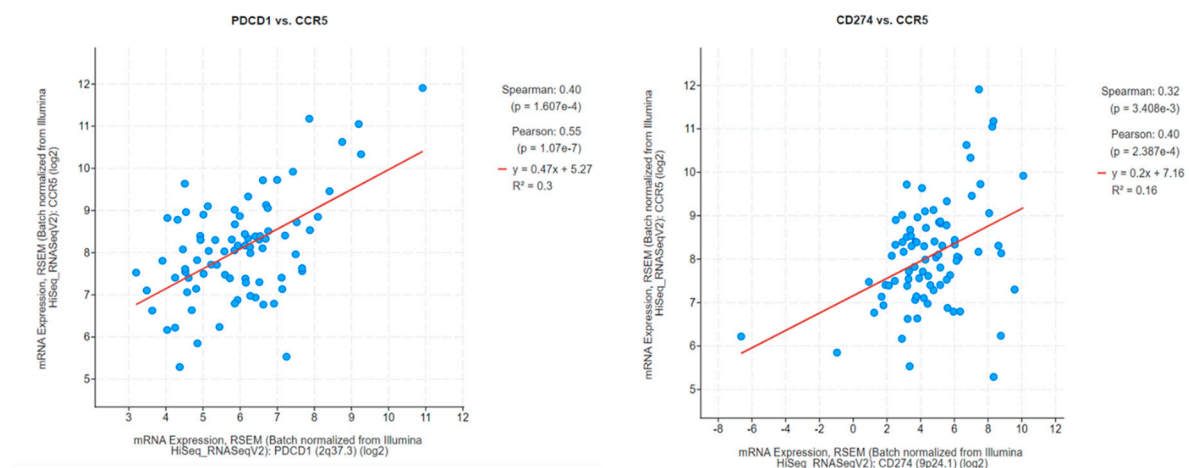 PDCD1 vs. CCR5
mRNA Expression, RSEM (Batch normalized from Illumina
HiSeq_RNASeqV2): CCR5 (log2)
12
11
10
9
8
7
6
5
3 4 5 6 7 8 9 10 11 12
mRNA Expression, RSEM (Batch normalized from Illumina
HiSeq_RNASeqV2): PDCD1 (2q37.3) (log2)
Spearman: 0.40
(p = 1.607e-4)
Pearson: 0.55
(p = 1.07e-7)
y = 0.47x + 5.27
R² = 0.3
CD274 vs. CCR5
mRNA Expression, RSEM (Batch normalized from Illumina
HiSeq_RNASeqV2): CCR5 (log2)
12
11
10
9
8
7
6
5
-8 -6 -4 -2 0 2 4 6 8 10 12
mRNA Expression, RSEM (Batch normalized from Illumina
HiSeq_RNASeqV2): CD274 (9p24.1) (log2)
Spearman: 0.32
(p = 3.408e-3)
Pearson: 0.40
(p = 2.387e-4)
y = 0.2x + 7.16
R² = 0.16